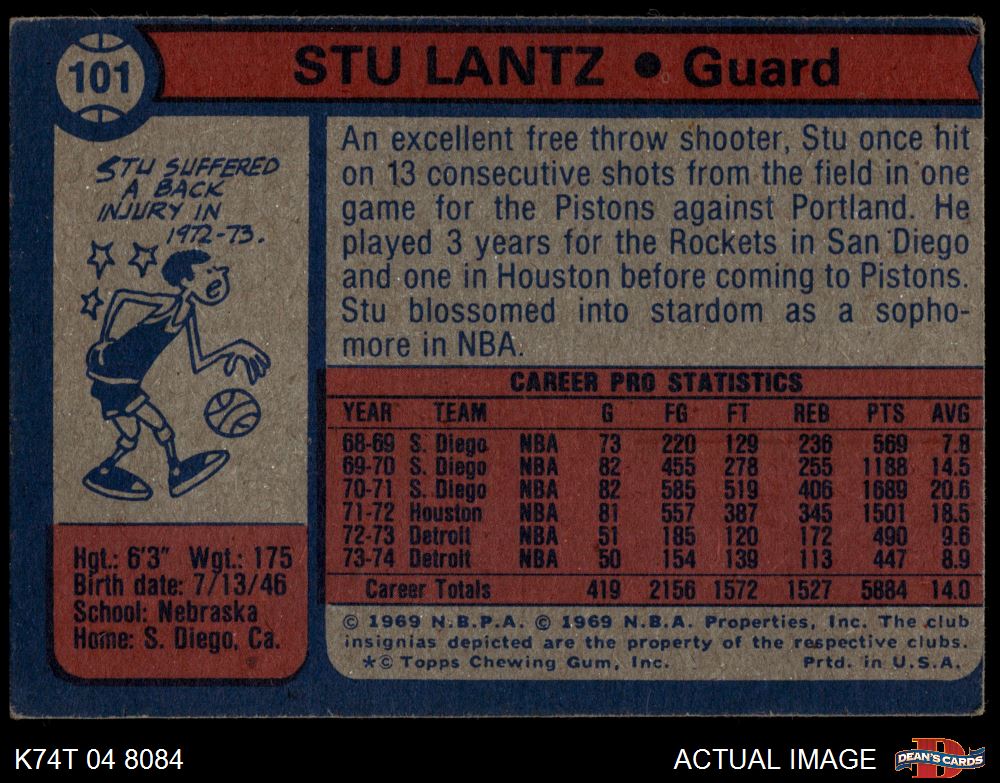 101
STU LANTZ • Guard
STU SUFFERED
A BACK
INJURY IN
1972-73.
An excellent free throw shooter, Stu once hit
on 13 consecutive shots from the field in one
game for the Pistons against Portland. He
played 3 years for the Rockets in San Diego
and one in Houston before coming to Pistons.
Stu blossomed into stardom as a sopho-
more in NBA.
Hgt.: 6'3" Wgt.: 175
Birth date: 7/13/46
School: Nebraska
Home: S. Diego, Ca.
CAREER PRO STATISTICS
YEAR TEAM G FG FT REB PTS AVG
68-69 S. Diego NBA 73 220 129 236 569 7.8
69-70 S. Diego NBA 82 455 278 255 1188 14.5
70-71 S. Diego NBA 82 585 519 406 1689 20.6
71-72 Houston NBA 81 557 387 345 1501 18.5
72-73 Detroit NBA 51 185 120 172 490 9.6
73-74 Detroit NBA 50 154 139 113 447 8.9
Career Totals 419 2156 1572 1527 5884 14.0
© 1969 N.B.P.A. © 1969 N.B.A. Properties, Inc. The club
insignias depicted are the property of the respective clubs.
*© Topps Chewing Gum, Inc. Prtd. in U.S.A.
K74T 04 8084
ACTUAL IMAGE
D
DEAN'S CARDS